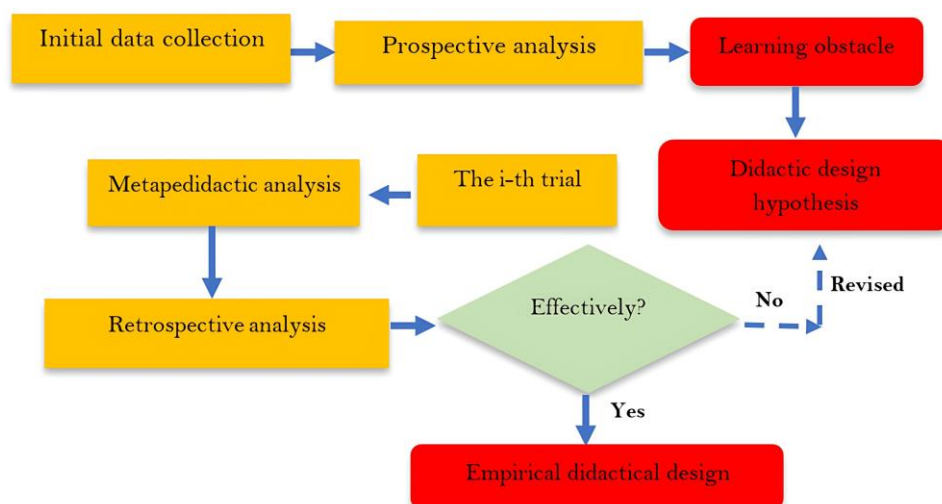 Initial data collection
Prospective analysis
Learning obstacle
Didactic design
hypothesis
The i-th trial
Metapedidactic analysis
Retrospective analysis
Effectively?
No
Revised
Yes
Empirical didactical design